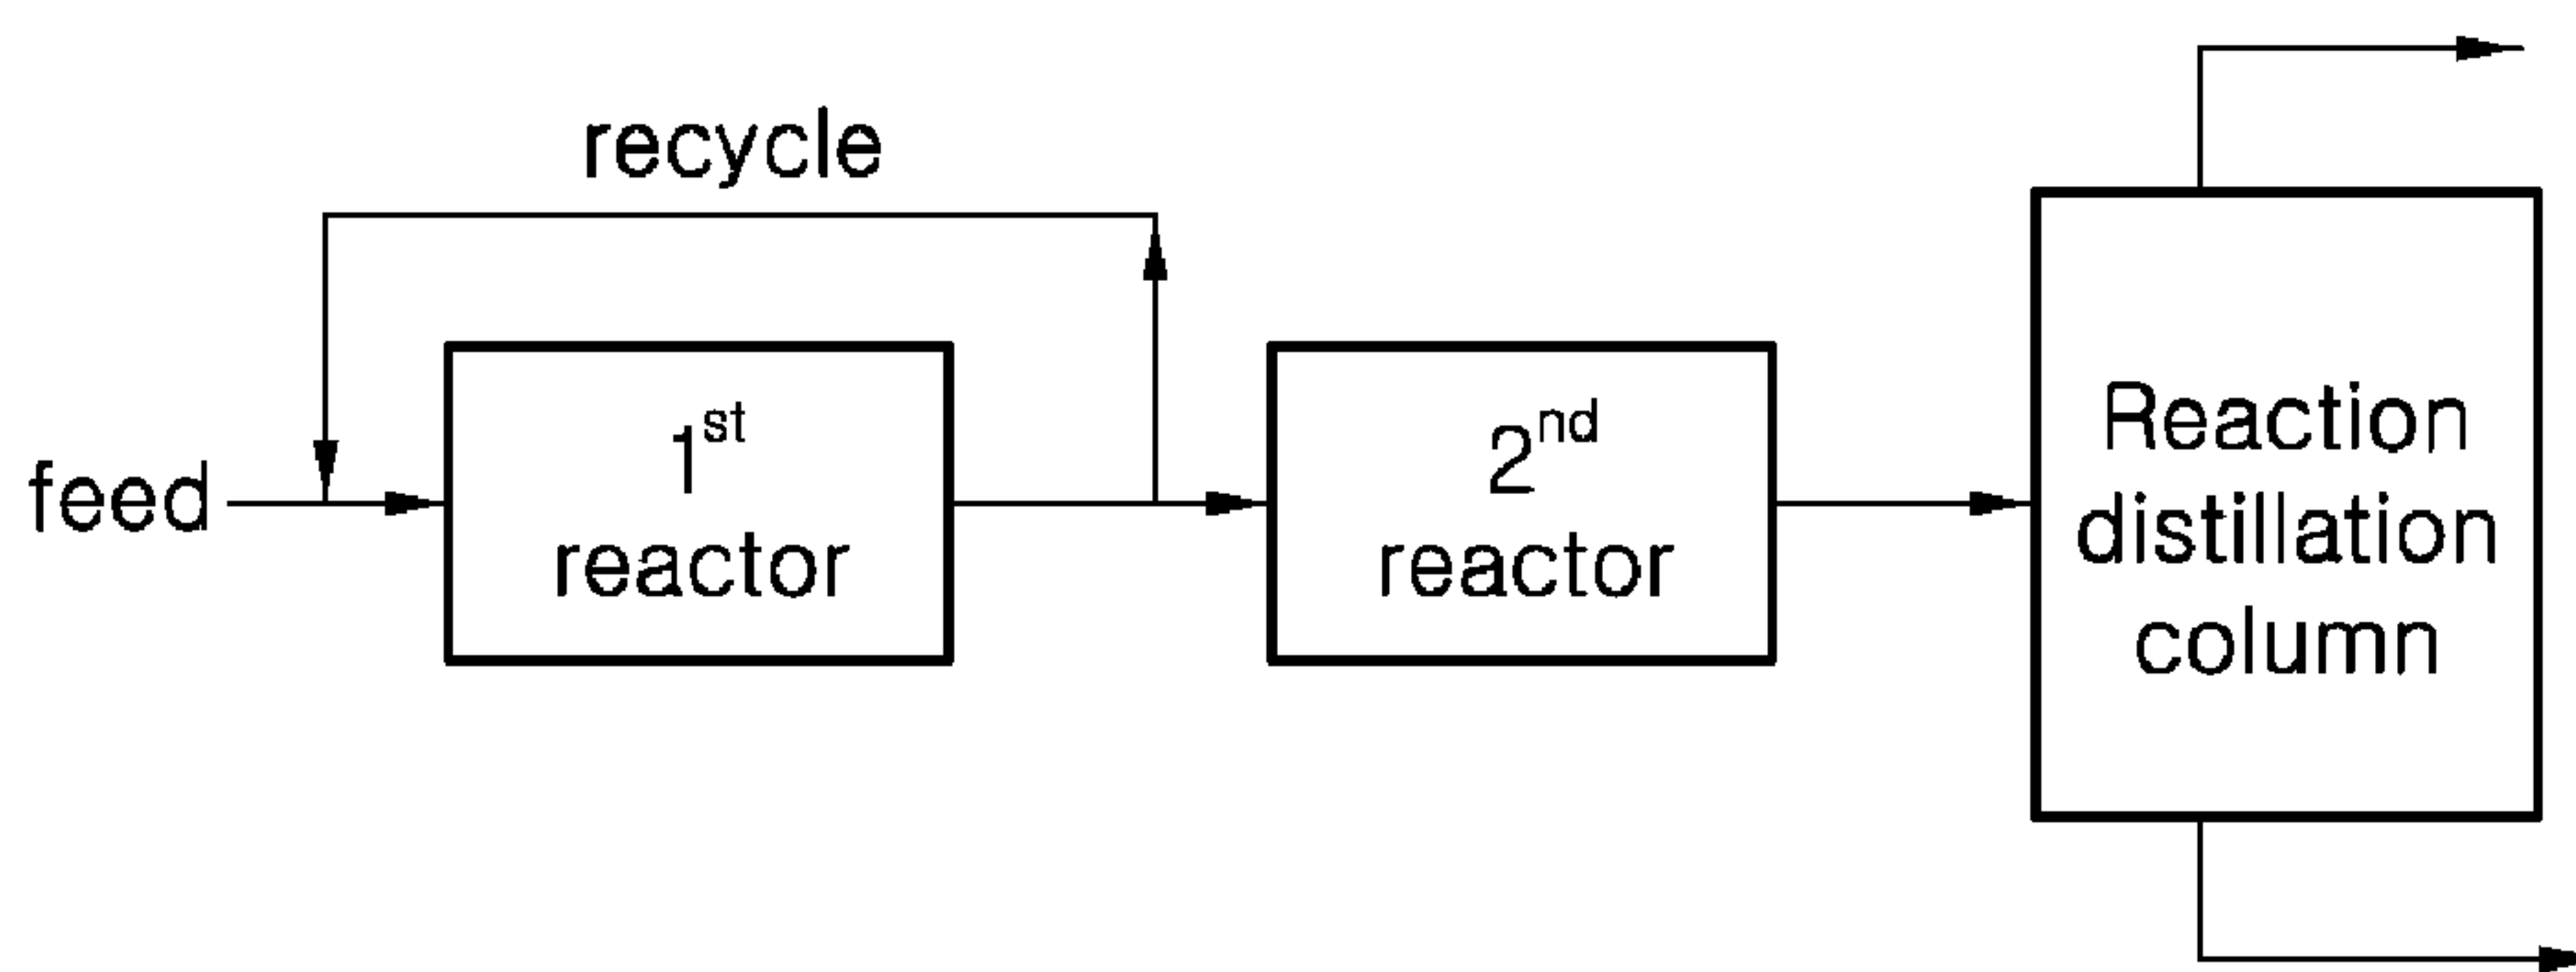 recycle
feed
1st
reactor
2nd
reactor
Reaction
distillation
column